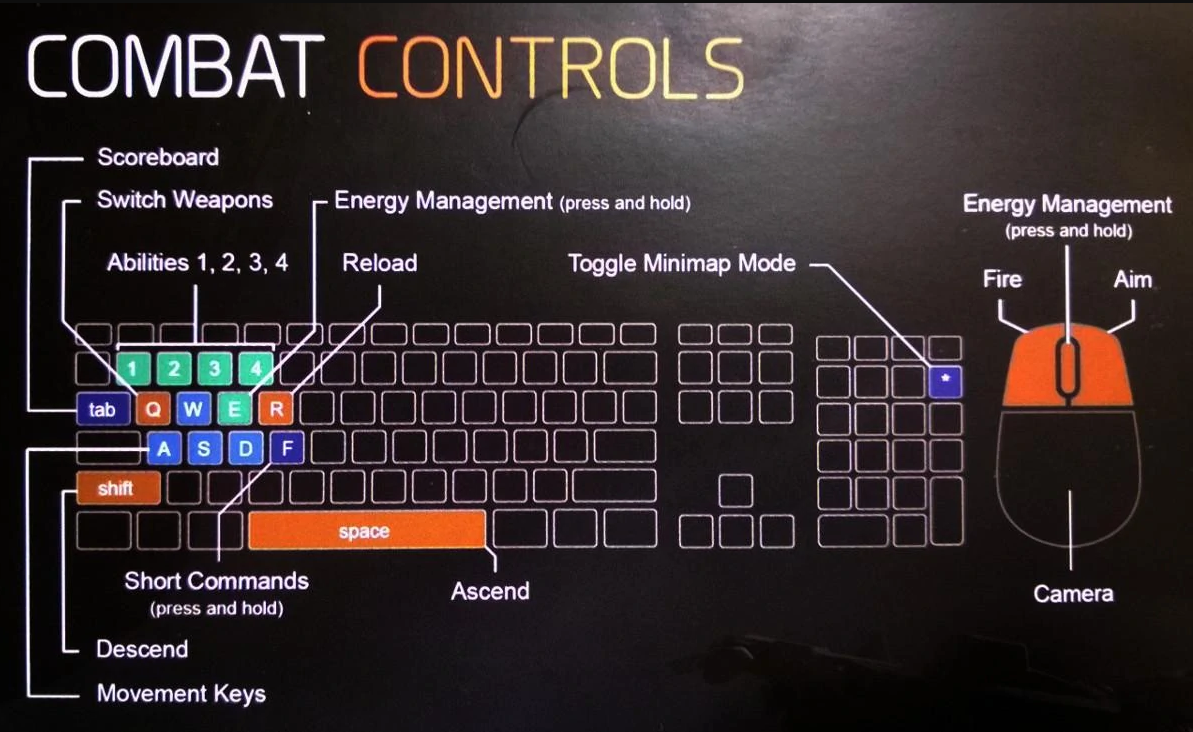 COMBAT CONTROLS
Scoreboard
Switch Weapons
Energy Management (press and hold)
Abilities 1, 2, 3, 4
Reload
Toggle Minimap Mode
Energy Management
(press and hold)
Fire
Aim
1 2 3 4
*
tab Q W E R
A S D F
shift
space
Short Commands
(press and hold)
Ascend
Camera
Descend
Movement Keys